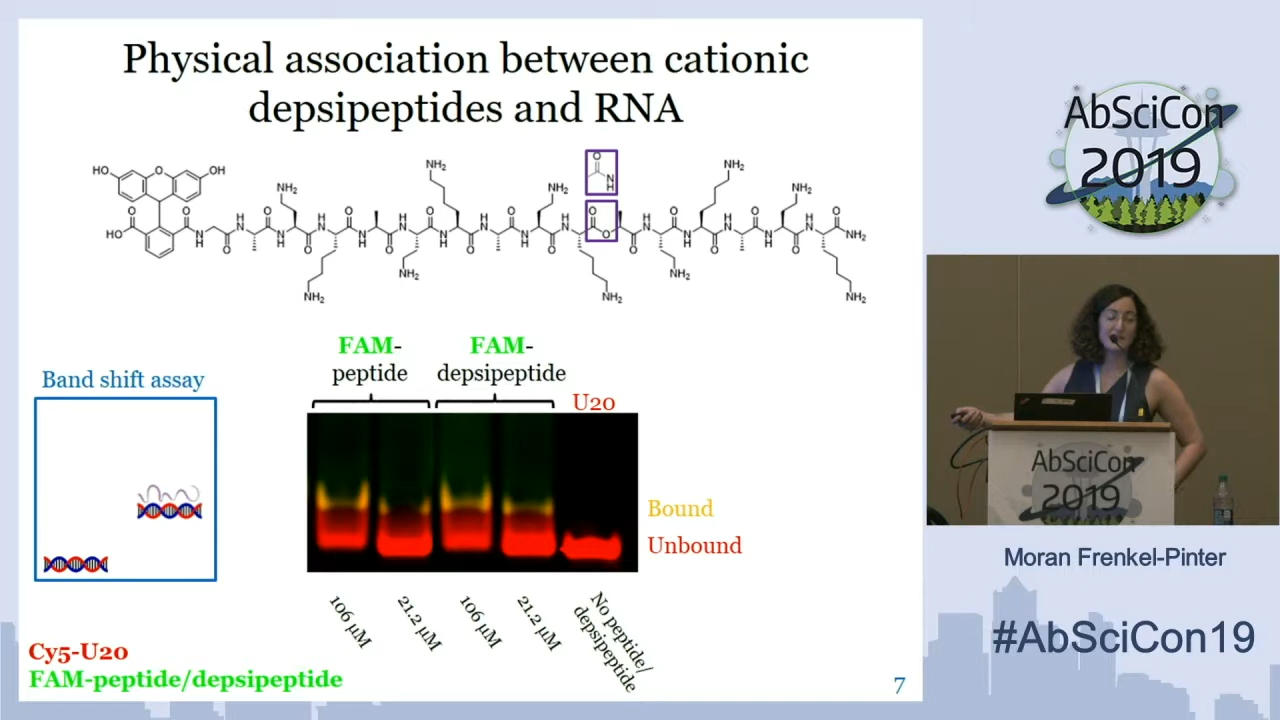 Physical association between cationic
depsipeptides and RNA
HO
O
OH
O
HO
O
O
N
H
O
H
N
O
NH₂
N
H
O
H
N
O
NH₂
N
H
O
H
N
O
NH₂
NH₂
N
H
O
H
N
O
NH₂
N
H
O
H
N
O
NH₂
O
N
H
O
O
O
H
N
O
NH₂
N
H
O
NH₂
H
N
O
N
H
O
NH₂
H
N
O
NH₂
NH₂
FAM-
peptide
FAM-
depsipeptide
U20
Band shift assay
Bound
Unbound
106 µM
21.2 µM
106 µM
21.2 µM
No peptide/
depsipeptide
Cy5-U20
FAM-peptide/depsipeptide
7
AbSciCon
2019
AbSciCon
2019
Moran Frenkel-Pinter
#AbSciCon19